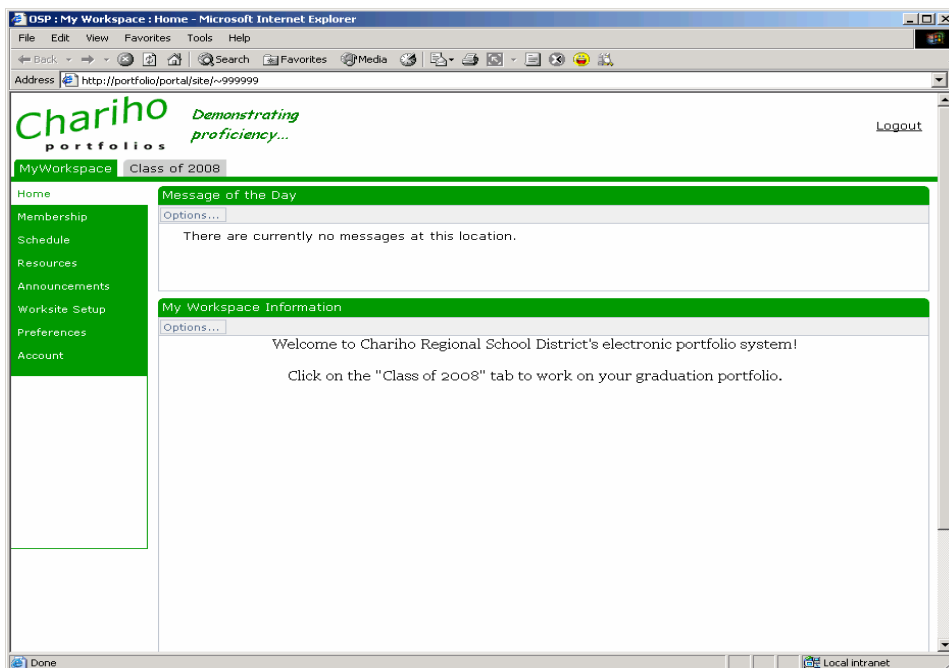 OSP : My Workspace : Home - Microsoft Internet Explorer
File Edit View Favorites Tools Help
Back Search Favorites Media
Address http://portfolio/portal/site/~999999
Chariho
portfolios
Demonstrating
proficiency...
Logout
MyWorkspace Class of 2008
Home
Membership
Schedule
Resources
Announcements
Worksite Setup
Preferences
Account
Message of the Day
Options...
There are currently no messages at this location.
My Workspace Information
Options...
Welcome to Chariho Regional School District's electronic portfolio system!
Click on the "Class of 2008" tab to work on your graduation portfolio.
Done Local intranet